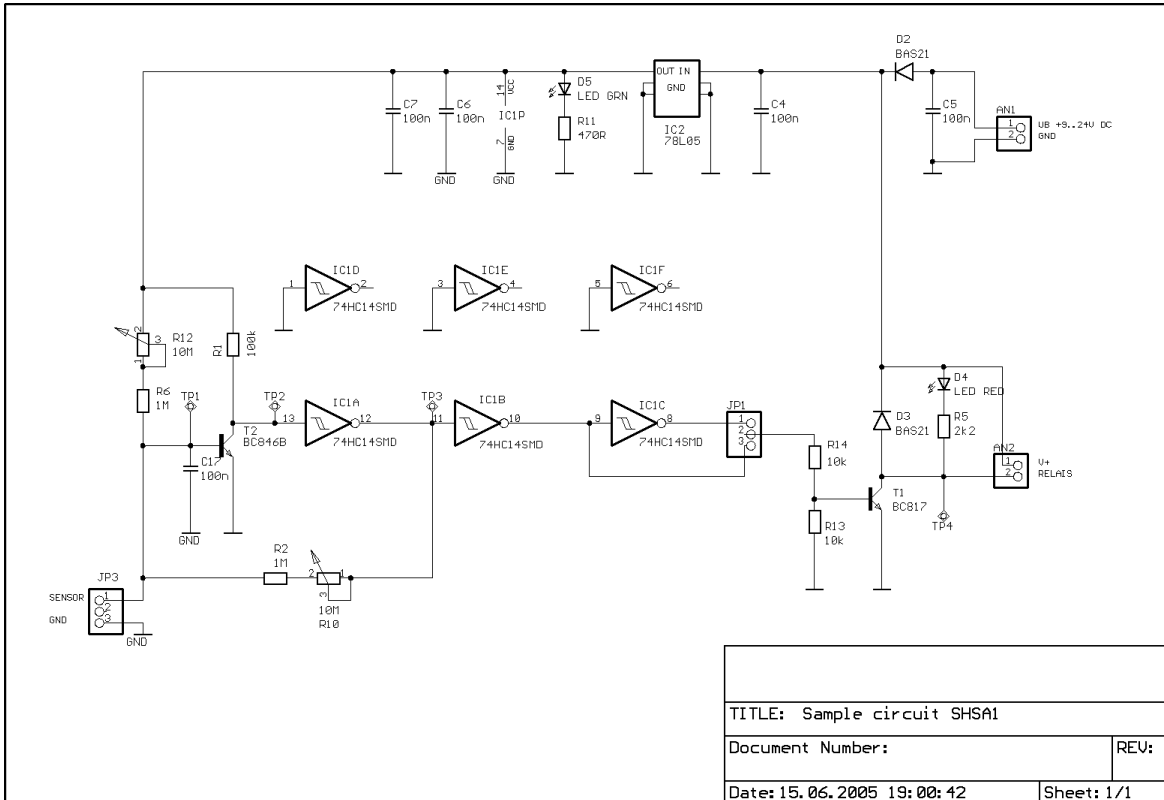 D2
BAS21
OUT IN
GND
IC2
78L05
C7
100n
C6
100n
14
VCC
IC1P
7
GND
D5
LED GRN
R11
470R
C4
100n
C5
100n
AN1
1
2
VB +9..24V DC
GND
GND
GND
1
IC1D
2
74HC14SMD
3
IC1E
4
74HC14SMD
5
IC1F
6
74HC14SMD
2
3
1
R12
10M
R1
100k
R6
1M
TP1
TP2
T2
BC846B
C17
100n
GND
13
IC1A
12
74HC14SMD
TP3
11
IC1B
10
74HC14SMD
9
IC1C
8
74HC14SMD
JP1
1
2
3
R14
10k
R13
10k
D4
LED RED
D3
BAS21
R5
2k2
AN2
1
2
V+
RELAIS
T1
BC817
TP4
R2
1M
2
1
3
10M
R10
JP3
SENSOR
GND
1
2
3
GND
TITLE: Sample circuit SHSA1
Document Number:
REV:
Date: 15.06.2005 19:00:42
Sheet: 1/1